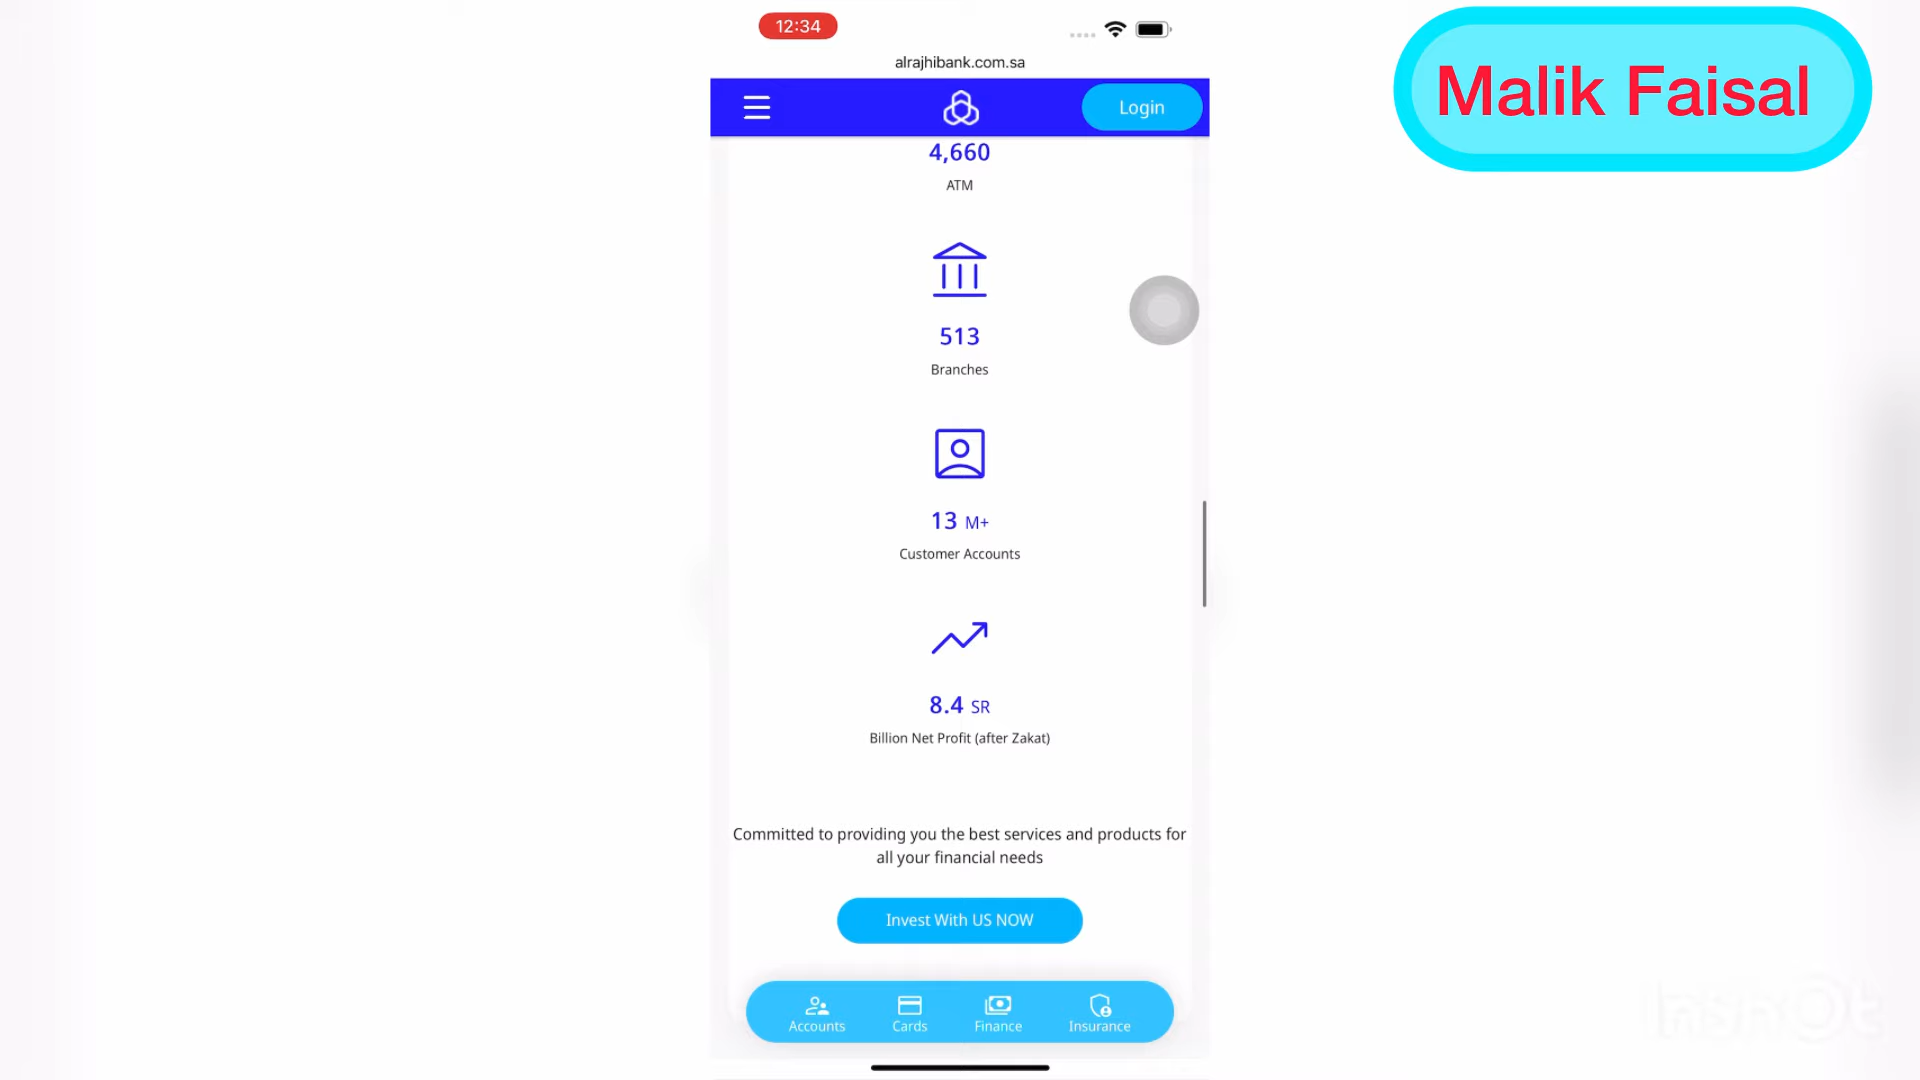 12:34
alrajhibank.com.sa
Login
Malik Faisal
4,660
ATM
513
Branches
13 M+
Customer Accounts
8.4 SR
Billion Net Profit (after Zakat)
Committed to providing you the best services and products for
all your financial needs
Invest With US NOW
Accounts
Cards
Finance
Insurance